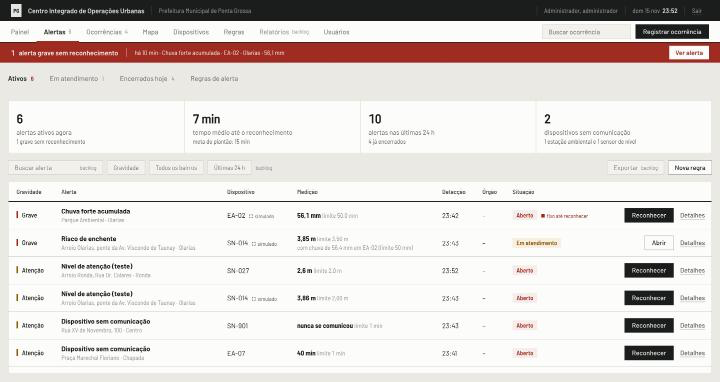 PG Centro Integrado de Operações Urbanas Prefeitura Municipal de Ponta Grossa Administrador, administrador dom 15 nov 23:52 Sair
Painel Alertas 6 Ocorrências 4 Mapa Dispositivos Regras Relatórios backlog Usuários Buscar ocorrência Registrar ocorrência
1 alerta grave sem reconhecimento há 10 min · Chuva forte acumulada · EA-02 · Olarias · 56,1 mm Ver alerta
Ativos 6 Em atendimento 1 Encerrados hoje 4 Regras de alerta
6 7 min 10 2
alertas ativos agora tempo médio até o reconhecimento alertas nas últimas 24 h dispositivos sem comunicação
1 grave sem reconhecimento meta do plantão: 15 min 4 já encerrados 1 estação ambiental e 1 sensor de nível
Buscar alerta backlog Gravidade Todos os bairros Últimas 24 h backlog Exportar backlog Nova regra
Gravidade Alerta Dispositivo Medição Detecção Órgão Situação
Grave Chuva forte acumulada EA-02 simulado 56,1 mm limite 50,0 mm 23:42 - Aberto fixo até reconhecer Reconhecer Detalhes
Parque Ambiental · Olarias
Grave Risco de enchente SN-014 simulado 3,85 m limite 3,50 m 23:43 - Em atendimento Abrir Detalhes
Arroio Olarias, ponte da Av. Visconde de Taunay · Olarias com chuva de 56,4 mm em EA-02 (limite 50 mm)
Atenção Nível de atenção (teste) SN-027 2,6 m limite 2,0 m 23:52 - Aberto Reconhecer Detalhes
Arroio Ronda, Rua Dr. Colares · Ronda
Atenção Nível de atenção (teste) SN-014 simulado 3,86 m limite 2,00 m 23:43 - Aberto Reconhecer Detalhes
Arroio Olarias, ponte da Av. Visconde de Taunay · Olarias
Atenção Dispositivo sem comunicação SN-901 nunca se comunicou limite 1 min 23:43 - Aberto Reconhecer Detalhes
Rua XV de Novembro, 100 · Centro
Atenção Dispositivo sem comunicação EA-07 40 min limite 1 min 23:41 - Aberto Reconhecer Detalhes
Praça Marechal Floriano · Chapada